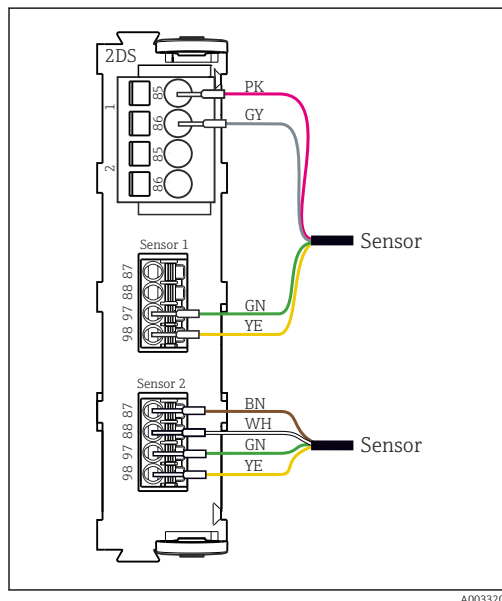 2DS
PK
1
85
GY
86
2
85
86
Sensor
Sensor 1
98 97 88 87
GN
YE
Sensor 2
98 97 88 87
BN
WH
GN
YE
Sensor